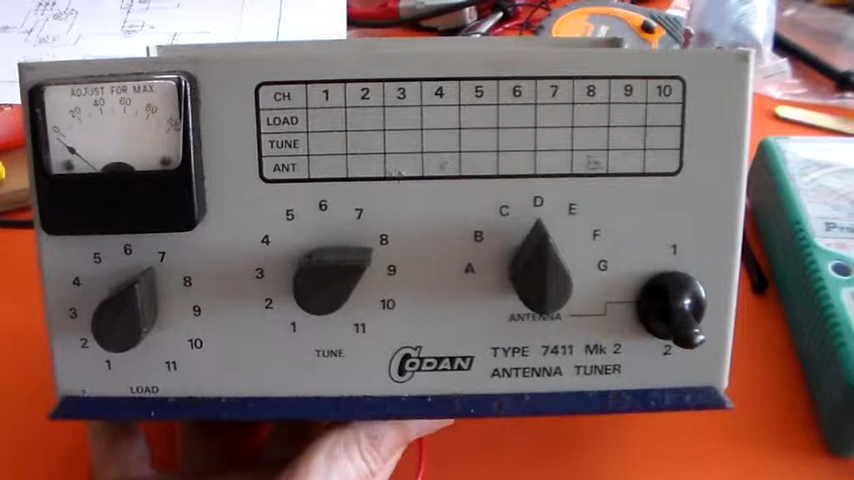 ADJUST FOR MAX.
0 20 40 60 80 100
CH. 1 2 3 4 5 6 7 8 9 10
LOAD
TUNE
ANT.
1 2 3 4 5 6 7 8 9 10 11
LOAD
1 2 3 4 5 6 7 8 9 10 11
TUNE
A B C D E F G
ANTENNA
1
2
CODAN
TYPE 7411 Mk 2
ANTENNA TUNER